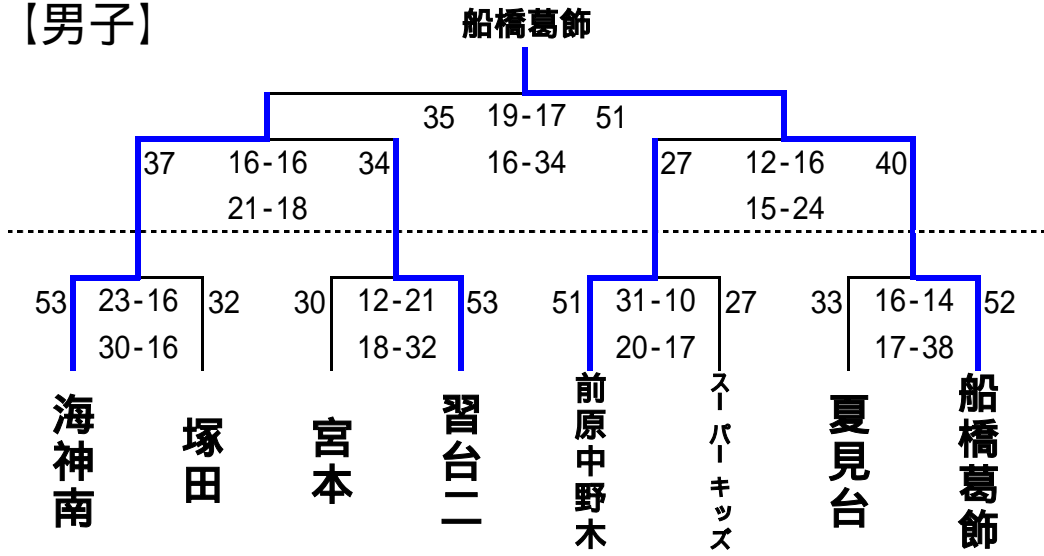 【男子】
船橋葛飾
35 19-17 51
16-34
37 16-16 34
21-18
27 12-16 40
15-24
53 23-16 32
30-16
30 12-21 53
18-32
51 31-10 27
20-17
33 16-14 52
17-38
海神南
塚田
宮本
習台二
前原中野木
スーパーキッズ
夏見台
船橋葛飾